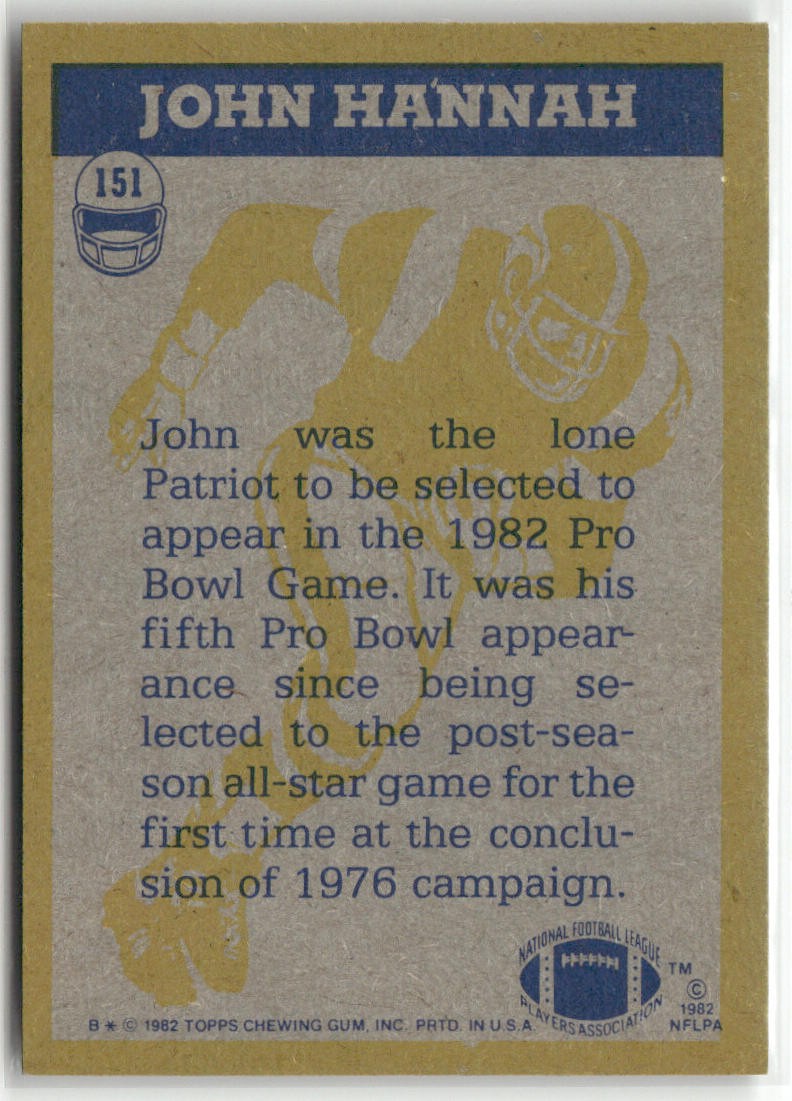 JOHN HANNAH
151
John was the lone
Patriot to be selected to
appear in the 1982 Pro
Bowl Game. It was his
fifth Pro Bowl appear-
ance since being se-
lected to the post-sea-
son all-star game for the
first time at the conclu-
sion of 1976 campaign.
NATIONAL FOOTBALL LEAGUE
PLAYERS ASSOCIATION
TM
©
1982
NFLPA
B * © 1982 TOPPS CHEWING GUM, INC. PRTD. IN U.S.A.